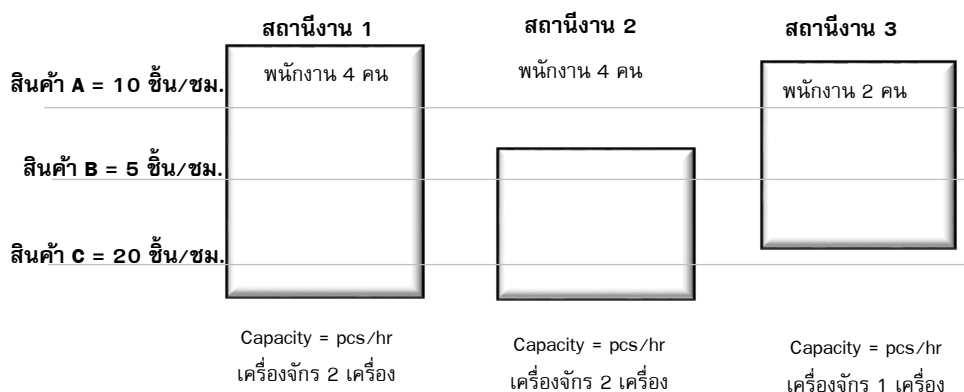 สถานีงาน 1
สถานีงาน 2
สถานีงาน 3
พนักงาน 4 คน
พนักงาน 4 คน
พนักงาน 2 คน
สินค้า A = 10 ชิ้น/ชม.
สินค้า B = 5 ชิ้น/ชม.
สินค้า C = 20 ชิ้น/ชม.
Capacity = pcs/hr
เครื่องจักร 2 เครื่อง
Capacity = pcs/hr
เครื่องจักร 2 เครื่อง
Capacity = pcs/hr
เครื่องจักร 1 เครื่อง